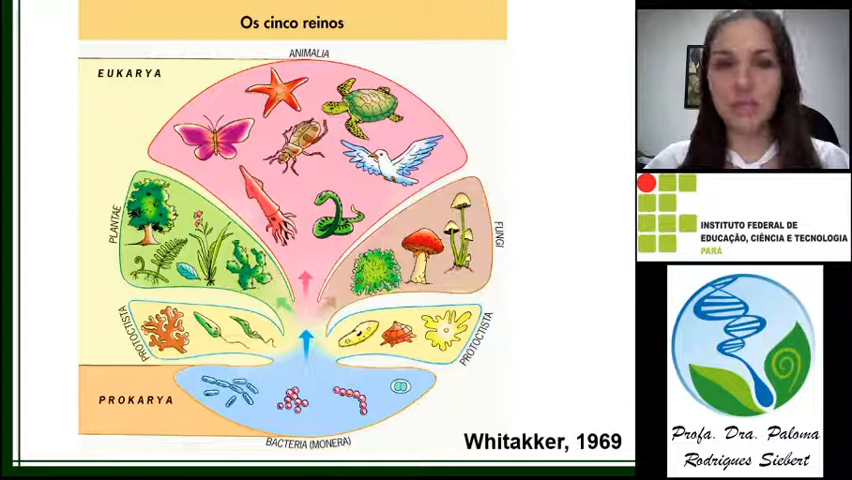 Os cinco reinos
ANIMALIA
EUKARYA
PLANTAE
FUNGI
PROTOCTISTA
PROTOCTISTA
PROKARYA
BACTERIA (MONERA)
Whitakker, 1969
INSTITUTO FEDERAL DE
EDUCAÇÃO, CIÊNCIA E TECNOLOGIA
PARÁ
Profa. Dra. Paloma
Rodrigues Siebert